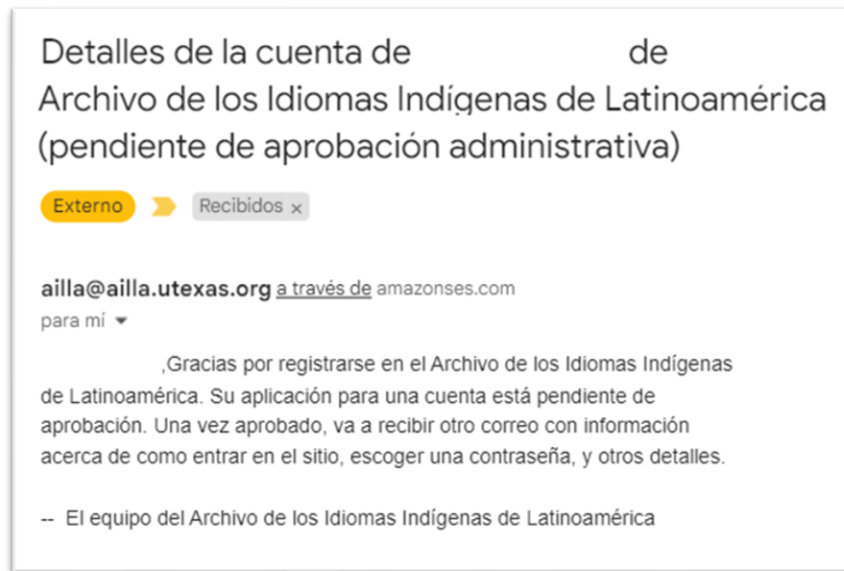 Detalles de la cuenta de de
Archivo de los Idiomas Indígenas de Latinoamérica
(pendiente de aprobación administrativa)
Externo Recibidos ×
ailla@ailla.utexas.org a través de amazonses.com
para mí
,Gracias por registrarse en el Archivo de los Idiomas Indígenas
de Latinoamérica. Su aplicación para una cuenta está pendiente de
aprobación. Una vez aprobado, va a recibir otro correo con información
acerca de como entrar en el sitio, escoger una contraseña, y otros detalles.
-- El equipo del Archivo de los Idiomas Indígenas de Latinoamérica